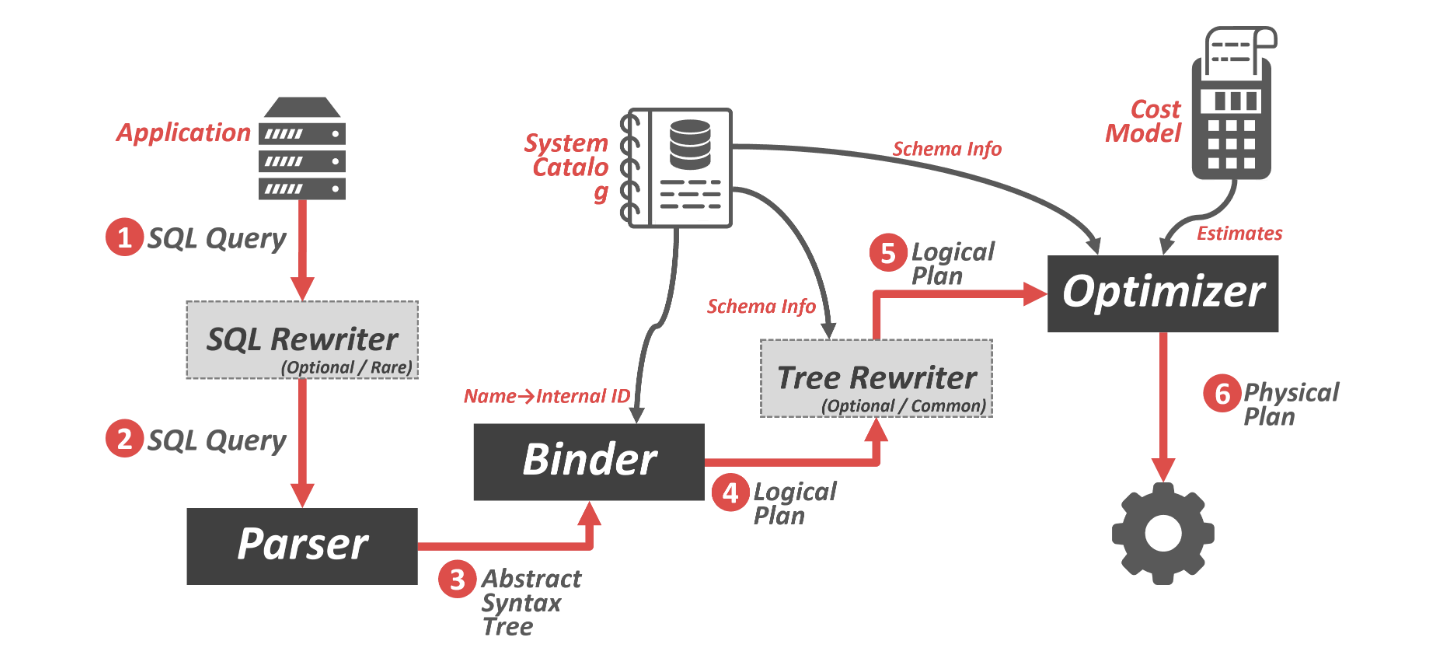 Application
1 SQL Query
SQL Rewriter
(Optional / Rare)
2 SQL Query
Parser
3 Abstract
Syntax
Tree
System
Catalo
g
Name→Internal ID
Binder
4 Logical
Plan
Schema Info
Tree Rewriter
(Optional / Common)
5 Logical
Plan
Schema Info
Cost
Model
Estimates
Optimizer
6 Physical
Plan